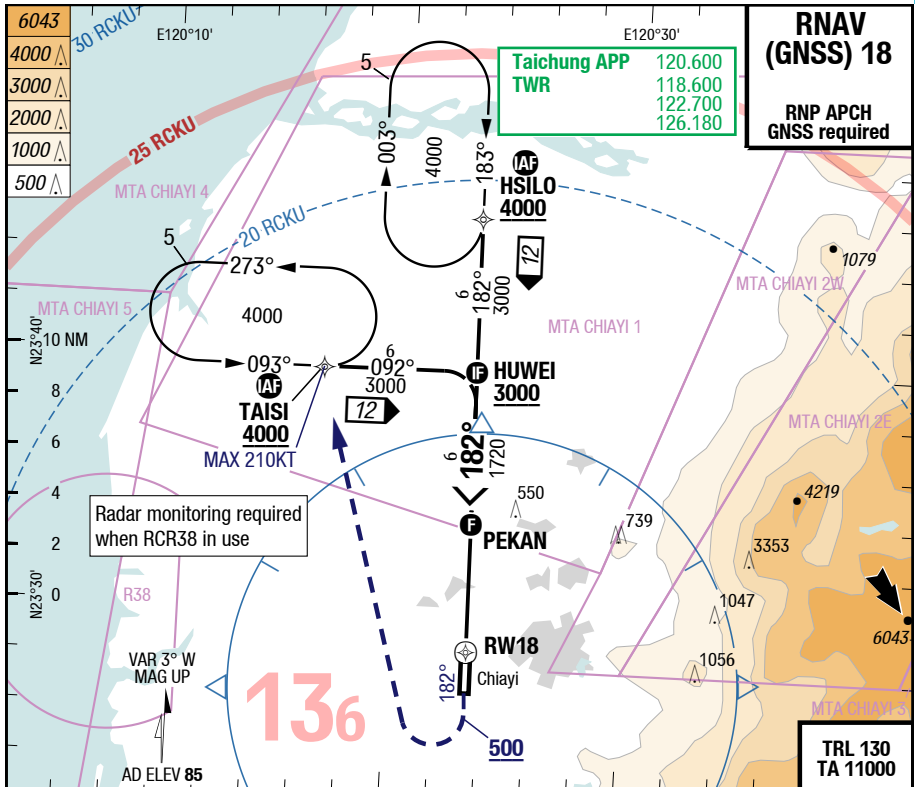 6043
4000
3000
2000
1000
500
30 RCKU
E120°10'
E120°30'
RNAV
(GNSS) 18
RNP APCH
GNSS required
Taichung APP 120.600
TWR 118.600
122.700
126.180
25 RCKU
MTA CHIAYI 4
5
003°
4000
183°
IAF
HSILO
4000
20 RCKU
12
6
182°
3000
1079
MTA CHIAYI 2W
MTA CHIAYI 1
5
273°
4000
MTA CHIAYI 5
N23°40'
10 NM
8
6
4
2
0
N23°30'
093°
IAF
TAISI
4000
MAX 210KT
6
092°
3000
12
IF
HUWEI
3000
6
182°
1720
MTA CHIAYI 2E
4219
550
739
3353
F
PEKAN
Radar monitoring required
when RCR38 in use
R38
1047
6043
1056
RW18
Chiayi
182°
VAR 3° W
MAG UP
136
500
MTA CHIAYI 3
AD ELEV 85
TRL 130
TA 11000